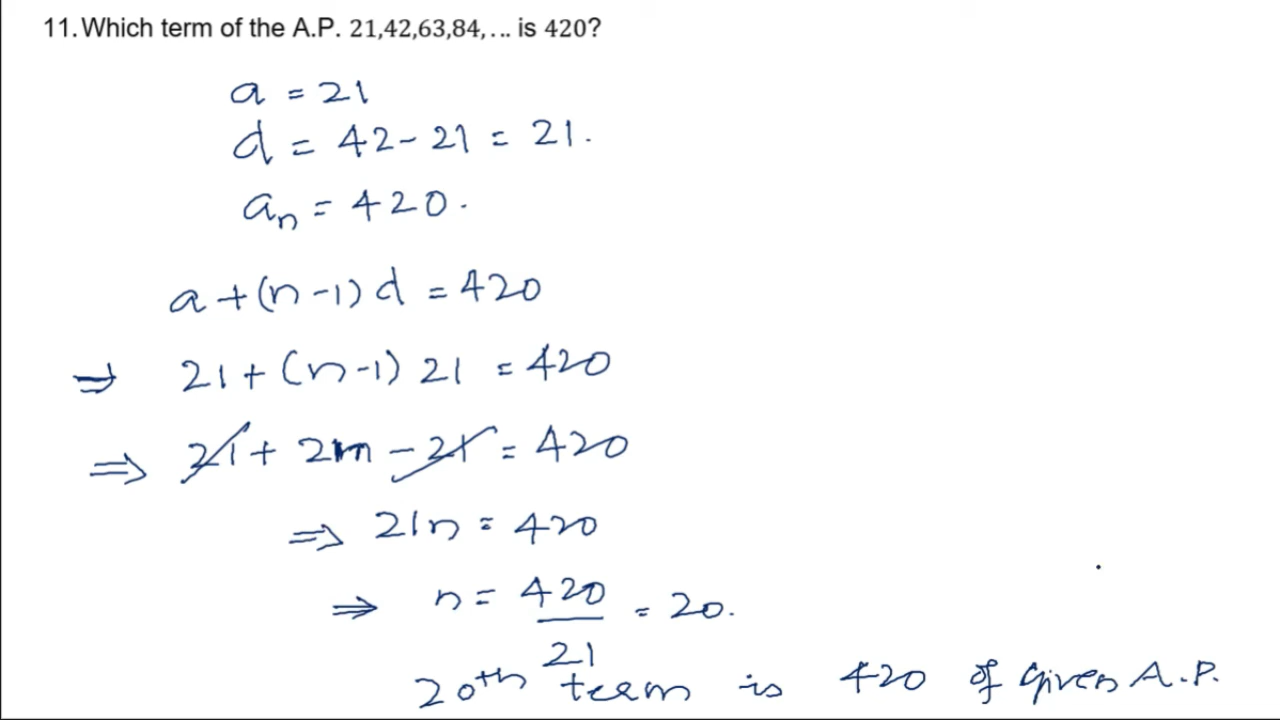 11. Which term of the A.P. 21,42,63,84,... is 420?
a = 21
d = 42 - 21 = 21.
aₙ = 420.
a + (n-1) d = 420
⇒ 21 + (n-1) 21 = 420
⇒ 21 + 21n - 21 = 420
⇒ 21n = 420
⇒ n = 420/21 = 20.
20th term is 420 of given A.P.